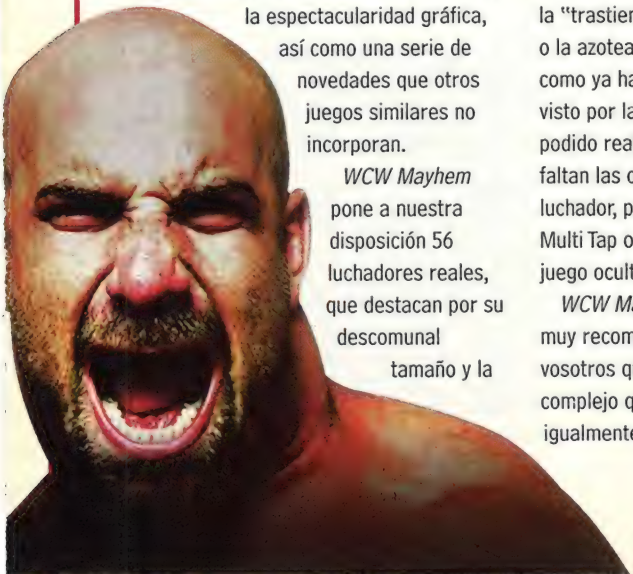 la espectacularidad gráfica,
así como una serie de
novedades que otros
juegos similares no
incorporan.
WCW Mayhem
pone a nuestra
disposición 56
luchadores reales,
que destacan por su
descomunal
tamaño y la
la “trastien
o la azotea
como ya ha
visto por la
podido rea
faltan las
luchador, p
Multi Tap o
juego ocult
WCW Ma
muy recom
vosotros q
complejo q
igualmente